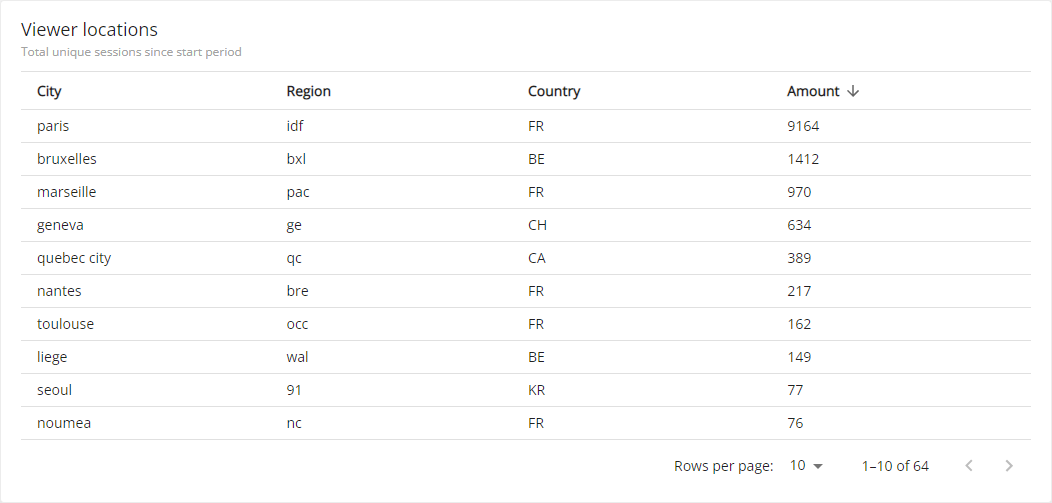 Viewer locations
Total unique sessions since start period
City Region Country Amount
paris idf FR 9164
bruxelles bxl BE 1412
marseille pac FR 970
geneva ge CH 634
quebec city qc CA 389
nantes bre FR 217
toulouse occ FR 162
liege wal BE 149
seoul 91 KR 77
noumea nc FR 76
Rows per page: 10 1–10 of 64